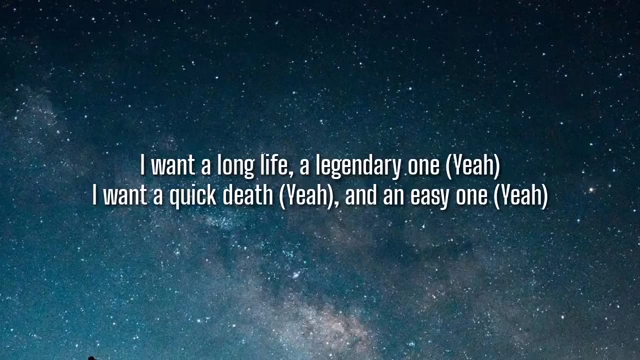 I want a long life, a legendary one (Yeah)
I want a quick death (Yeah), and an easy one (Yeah)